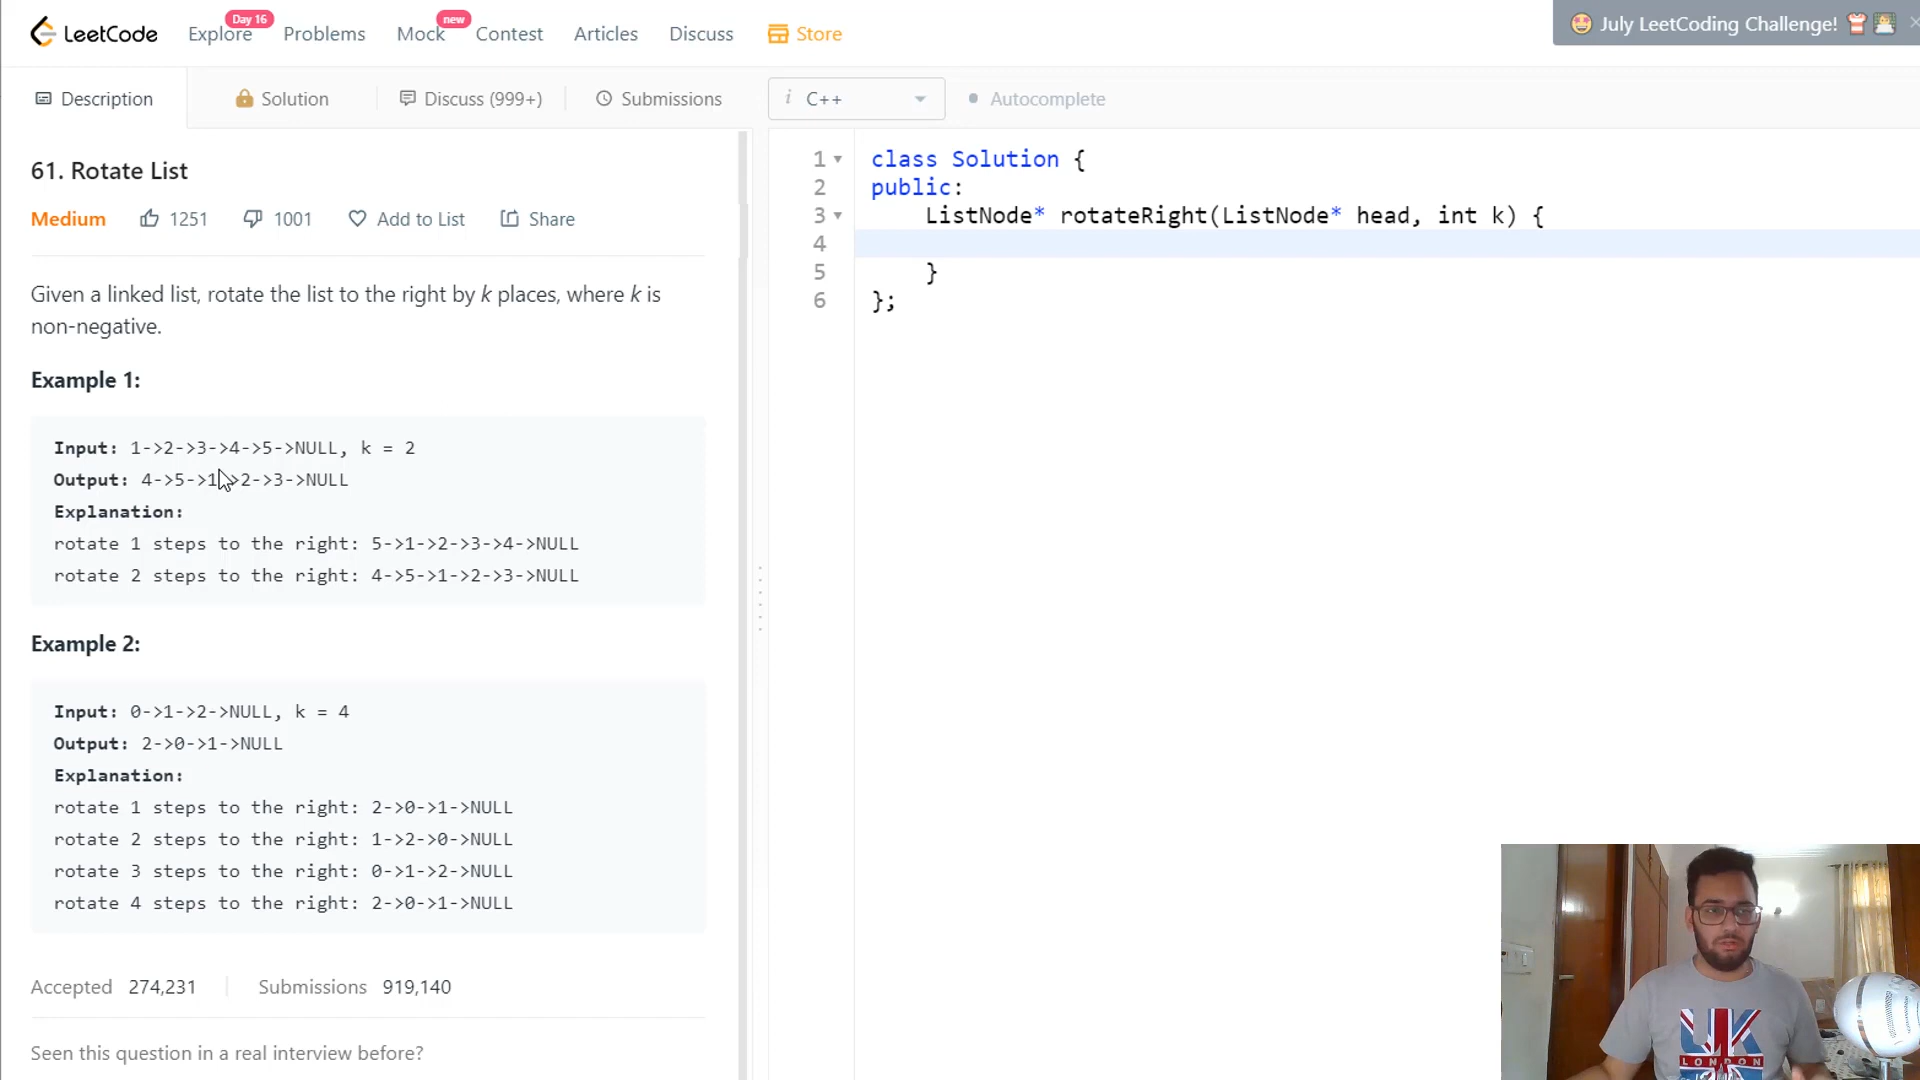 LeetCode
Explore
Day 16
Problems
Mock
new
Contest
Articles
Discuss
Store
July LeetCoding Challenge!
Description
Solution
Discuss (999+)
Submissions
i C++
Autocomplete
61. Rotate List
Medium
1251
1001
Add to List
Share
Given a linked list, rotate the list to the right by k places, where k is
non-negative.
Example 1:
Input: 1->2->3->4->5->NULL, k = 2
Output: 4->5->1->2->3->NULL
Explanation:
rotate 1 steps to the right: 5->1->2->3->4->NULL
rotate 2 steps to the right: 4->5->1->2->3->NULL
Example 2:
Input: 0->1->2->NULL, k = 4
Output: 2->0->1->NULL
Explanation:
rotate 1 steps to the right: 2->0->1->NULL
rotate 2 steps to the right: 1->2->0->NULL
rotate 3 steps to the right: 0->1->2->NULL
rotate 4 steps to the right: 2->0->1->NULL
Accepted 274,231
Submissions 919,140
Seen this question in a real interview before?
1 class Solution {
2 public:
3 ListNode* rotateRight(ListNode* head, int k) {
4
5 }
6 };
UK
LONDON